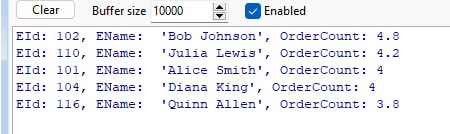 Clear Buffer size 10000 Enabled
EId: 102, EName:  'Bob Johnson', OrderCount: 4.8
EId: 110, EName:  'Julia Lewis', OrderCount: 4.2
EId: 101, EName:  'Alice Smith', OrderCount: 4
EId: 104, EName:  'Diana King', OrderCount: 4
EId: 116, EName:  'Quinn Allen', OrderCount: 3.8